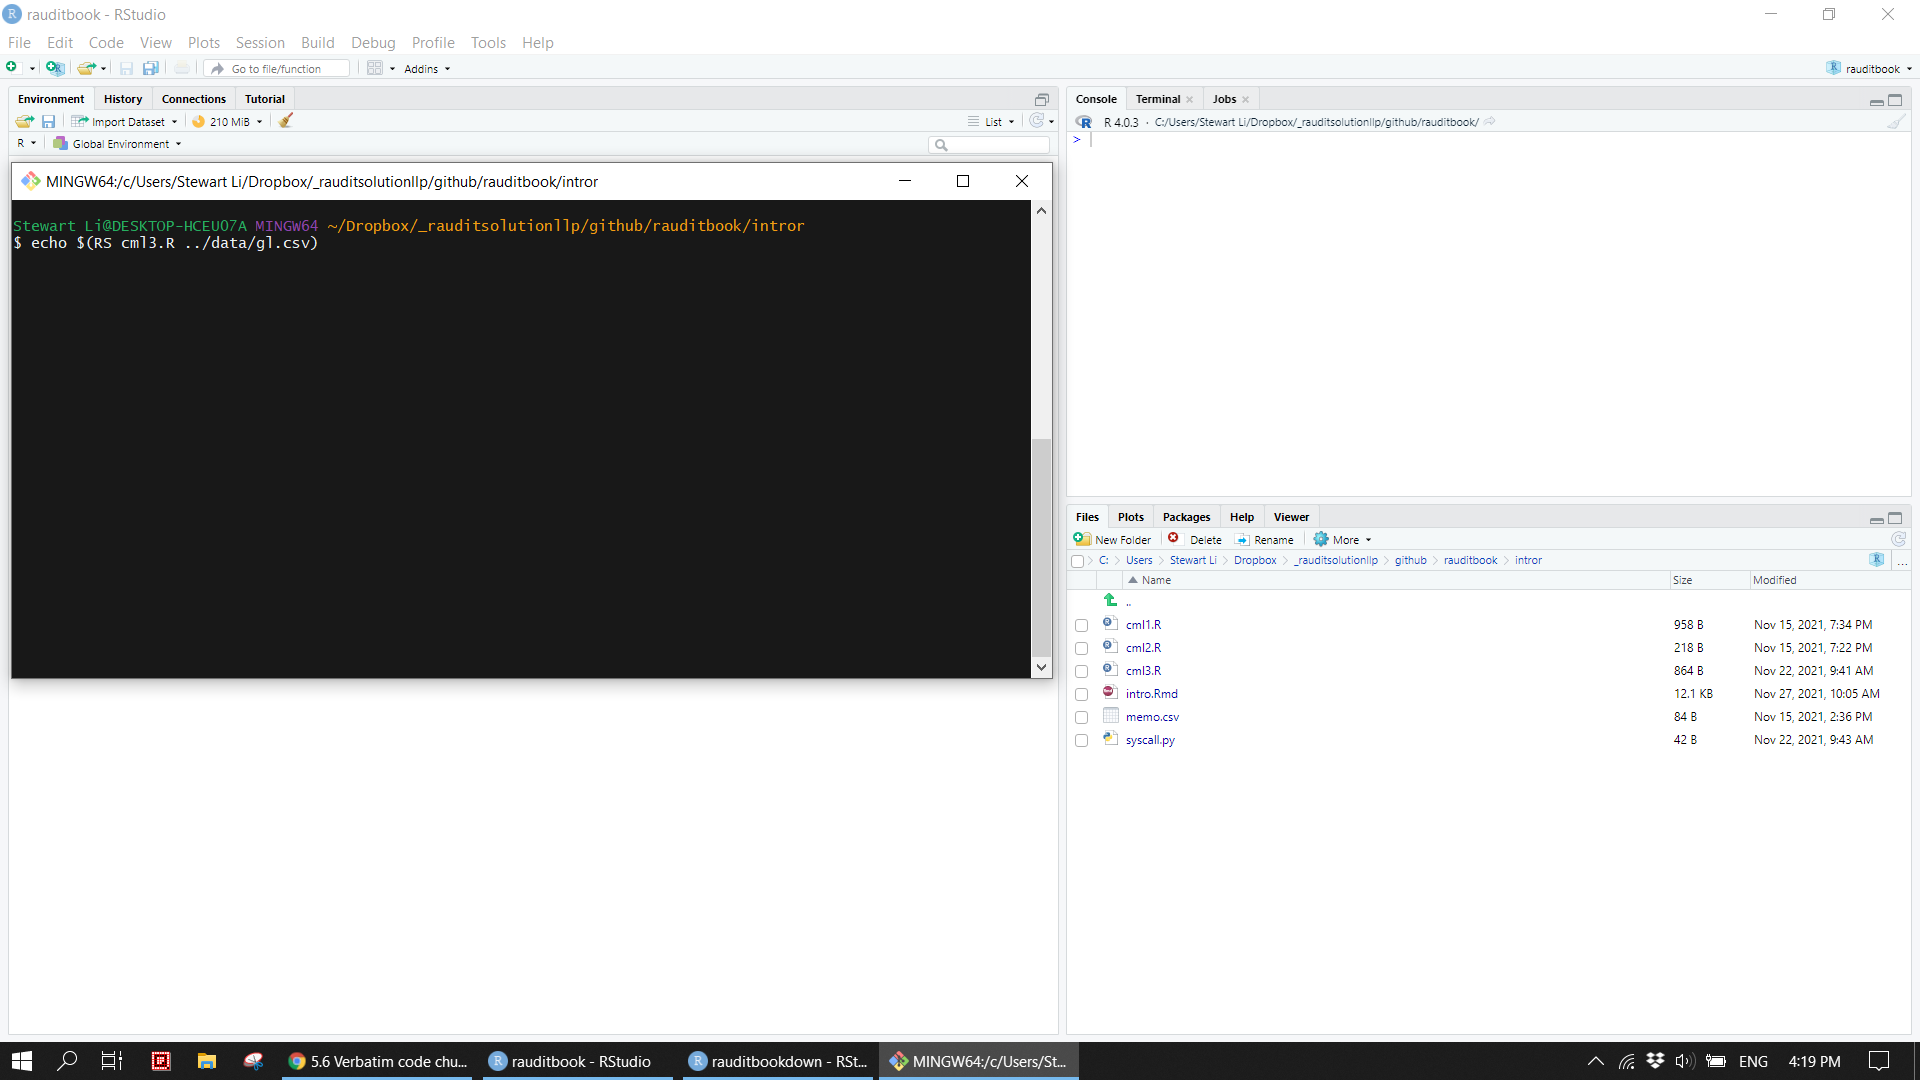 rauditbook - RStudio
File Edit Code View Plots Session Build Debug Profile Tools Help
Go to file/function Addins rauditbook
Environment History Connections Tutorial
Import Dataset 210 MiB List
R Global Environment
MINGW64:/c/Users/Stewart Li/Dropbox/_rauditsolutionllp/github/rauditbook/intror
Stewart Li@DESKTOP-HCEUO7A MINGW64 ~/Dropbox/_rauditsolutionllp/github/rauditbook/intror
$ echo $(RS cml3.R ../data/gl.csv)
Console Terminal Jobs
R 4.0.3 · C:/Users/Stewart Li/Dropbox/_rauditsolutionllp/github/rauditbook/
>
Files Plots Packages Help Viewer
New Folder Delete Rename More
C: Users Stewart Li Dropbox _rauditsolutionllp github rauditbook intror ...
Name Size Modified
..
cml1.R 958 B Nov 15, 2021, 7:34 PM
cml2.R 218 B Nov 15, 2021, 7:22 PM
cml3.R 864 B Nov 22, 2021, 9:41 AM
intro.Rmd 12.1 KB Nov 27, 2021, 10:05 AM
memo.csv 84 B Nov 15, 2021, 2:36 PM
syscall.py 42 B Nov 22, 2021, 9:43 AM
5.6 Verbatim code chu... rauditbook - RStudio rauditbookdown - RSt... MINGW64:/c/Users/St... ENG 4:19 PM